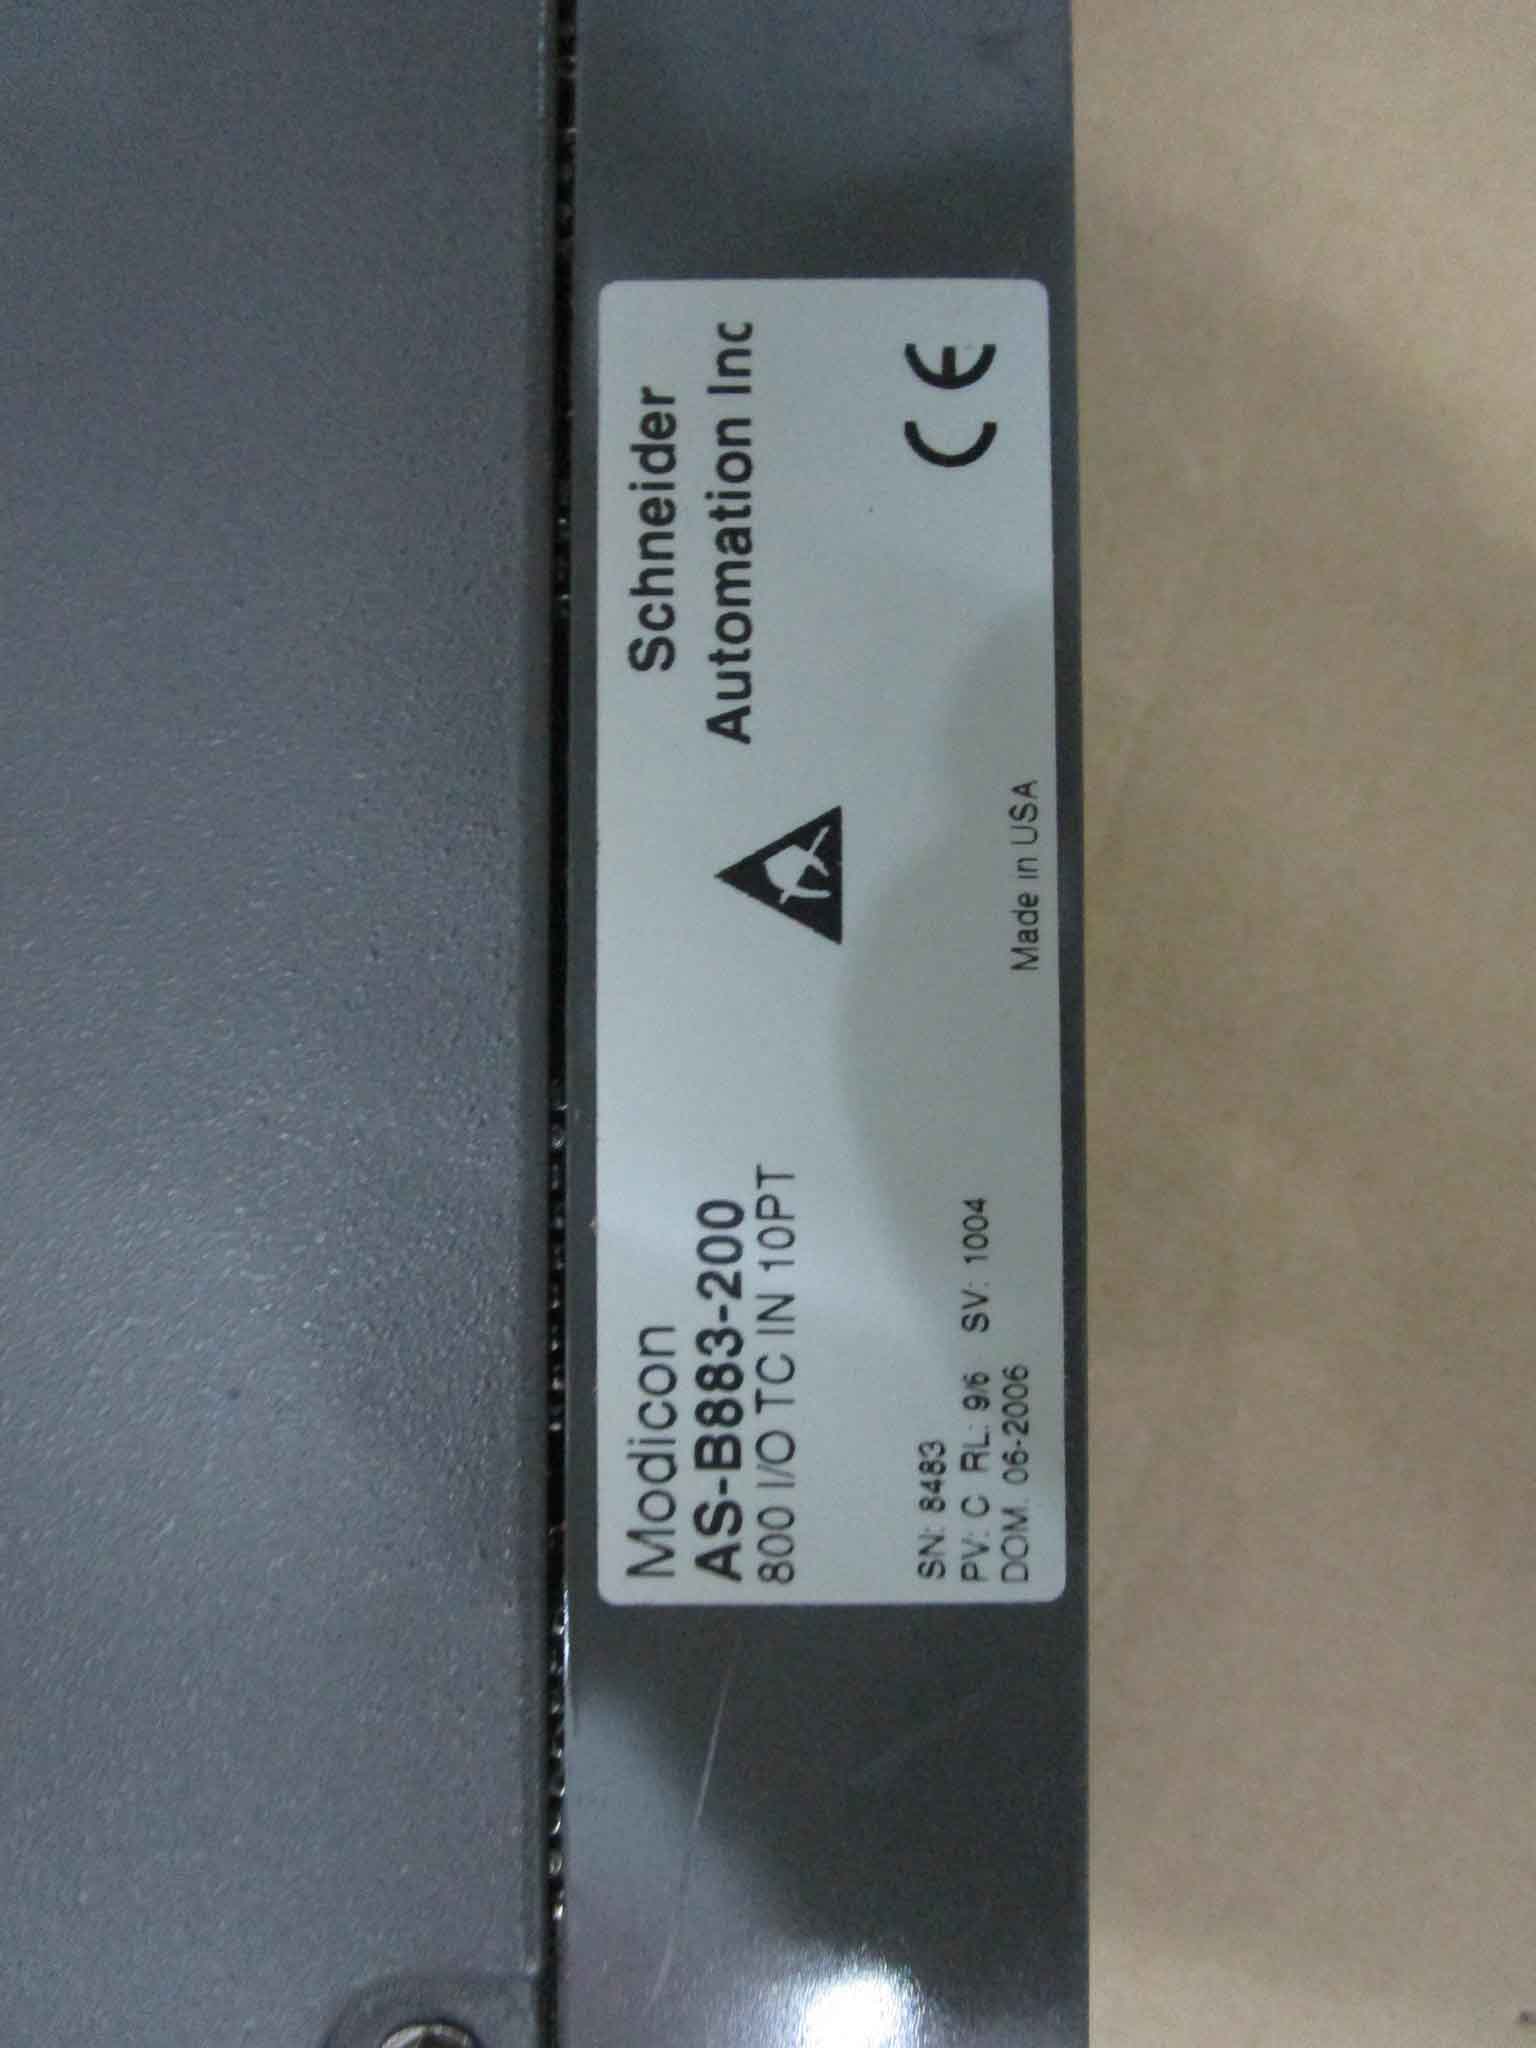 Modicon
AS-B883-200
800 I/O TC IN 10PT
Schneider
Automation Inc
SN: 8483
PV: C RL: 9/6 SV: 1004
DOM. 06-2006
Made in USA
CE